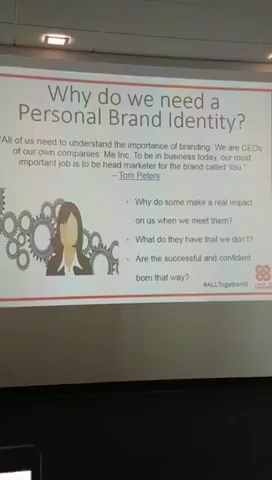 Why do we need a
Personal Brand Identity?
"All of us need to understand the importance of branding. We are CEOs
of our own companies: Me Inc. To be in business today, our most
important job is to be head marketer for the brand called You."
– Tom Peters
• Why do some make a real impact
on us when we meet them?
• What do they have that we don't?
• Are the successful and confident
born that way?
#ALLTogetherNI